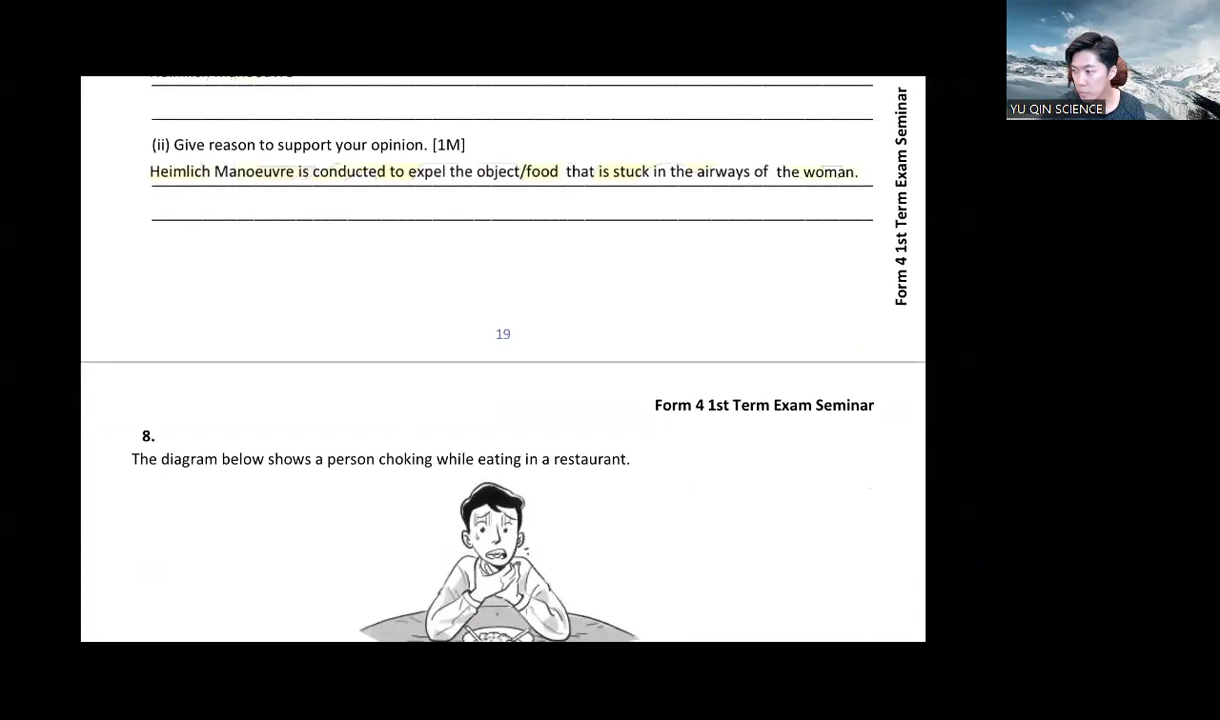 (ii) Give reason to support your opinion. [1M]
Heimlich Manoeuvre is conducted to expel the object/food that is stuck in the airways of the woman.
Form 4 1st Term Exam Seminar
19
Form 4 1st Term Exam Seminar
8.
The diagram below shows a person choking while eating in a restaurant.
YU QIN SCIENCE